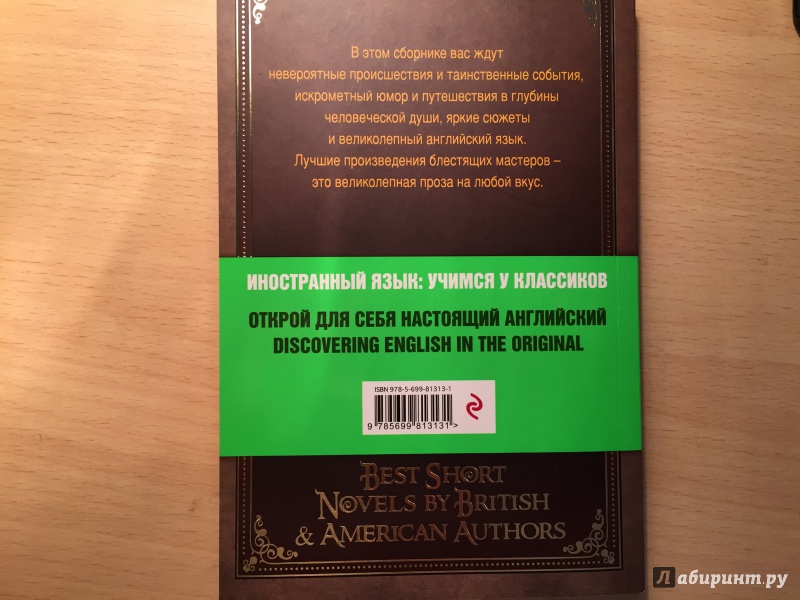 В этом сборнике вас ждут
невероятные происшествия и таинственные события,
искрометный юмор и путешествия в глубины
человеческой души, яркие сюжеты
и великолепный английский язык.
Лучшие произведения блестящих мастеров –
это великолепная проза на любой вкус.
ИНОСТРАННЫЙ ЯЗЫК: УЧИМСЯ У КЛАССИКОВ
ОТКРОЙ ДЛЯ СЕБЯ НАСТОЯЩИЙ АНГЛИЙСКИЙ
DISCOVERING ENGLISH IN THE ORIGINAL
ISBN 978-5-699-81313-1
9 785699 813131 >
BEST SHORT
NOVELS BY BRITISH
& AMERICAN AUTHORS
Лабиринт.ру